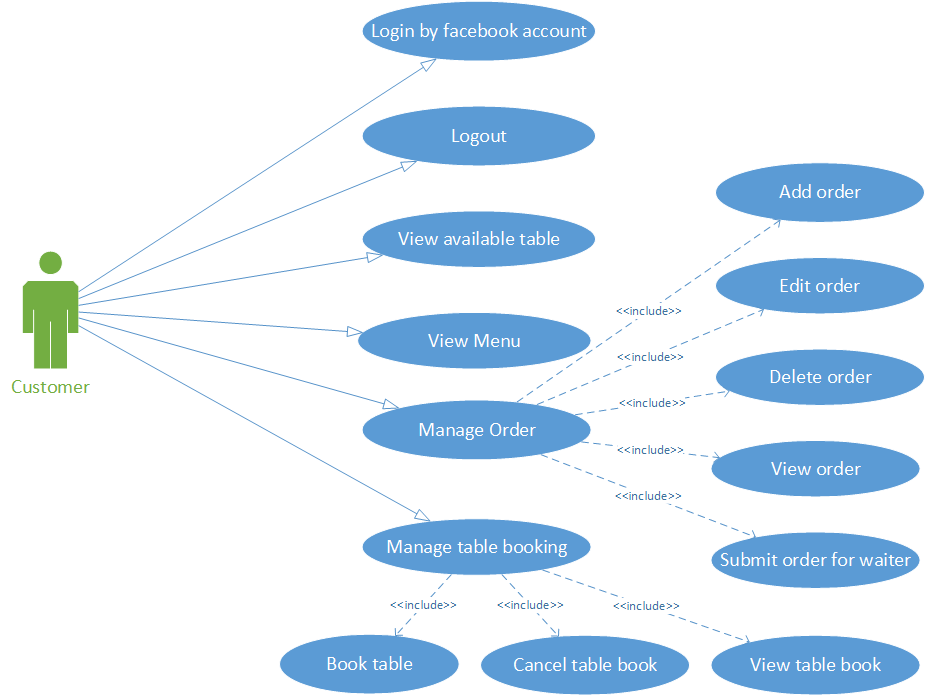 Login by facebook account
Logout
Add order
View available table
Edit order
<<include>>
View Menu
<<include>>
Delete order
Customer
<<include>>
Manage Order
<<include>>
View order
<<include>>
Manage table booking
Submit order for waiter
<<include>>
<<include>>
<<include>>
Book table
Cancel table book
View table book